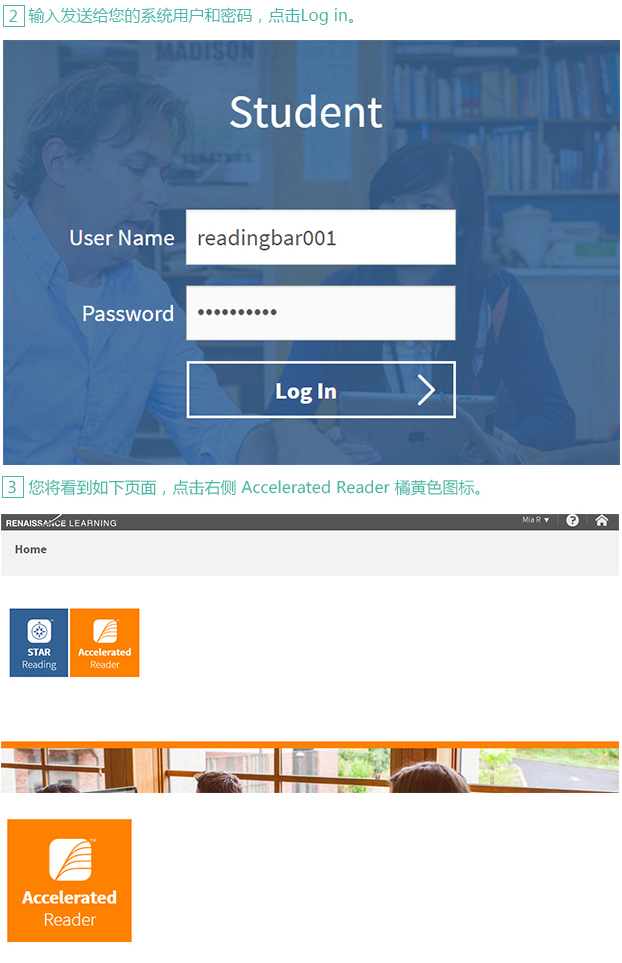 2 输入发送给您的系统用户和密码，点击Log in。
MADISON
Student
User Name readingbar001
Password ••••••••••
Log In
3 您将看到如下页面，点击右侧 Accelerated Reader 橘黄色图标。
RENAISSANCE LEARNING Mia R ▼ ?
Home
STAR
Reading
Accelerated
Reader
Accelerated
Reader